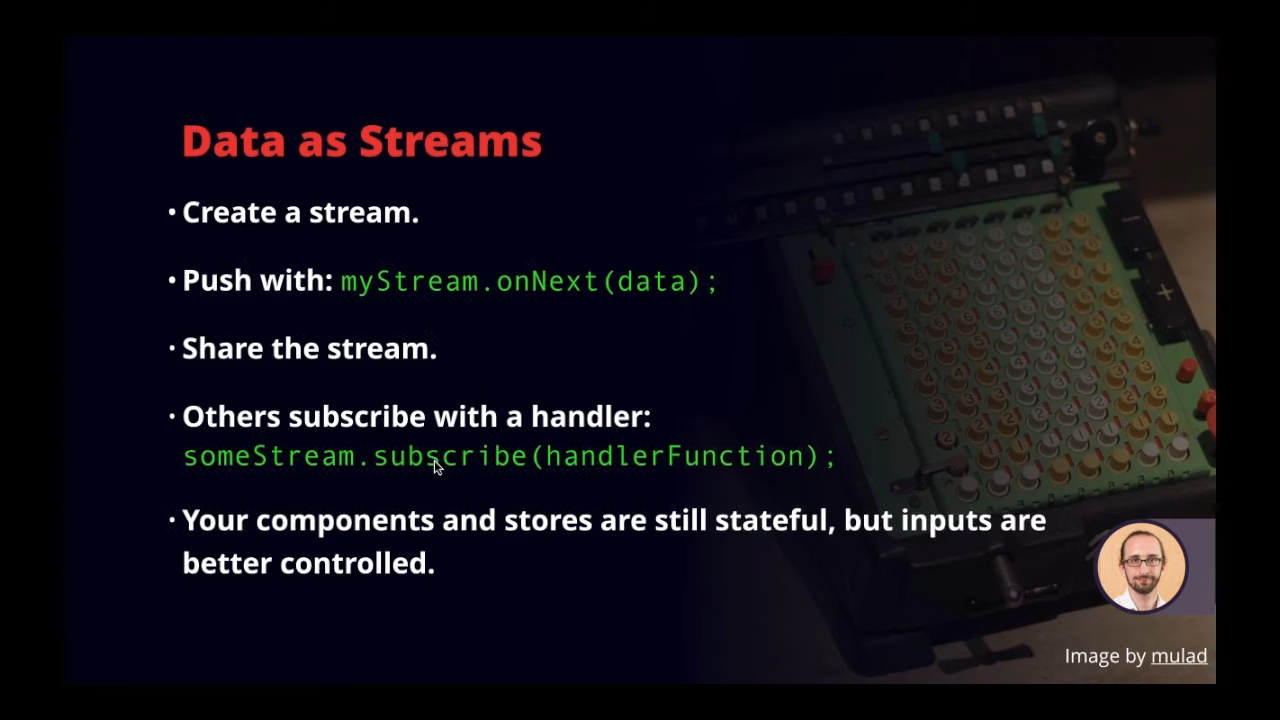 Data as Streams
• Create a stream.
• Push with: myStream.onNext(data);
• Share the stream.
• Others subscribe with a handler:
someStream.subscribe(handlerFunction);
• Your components and stores are still stateful, but inputs are
better controlled.
Image by mulad